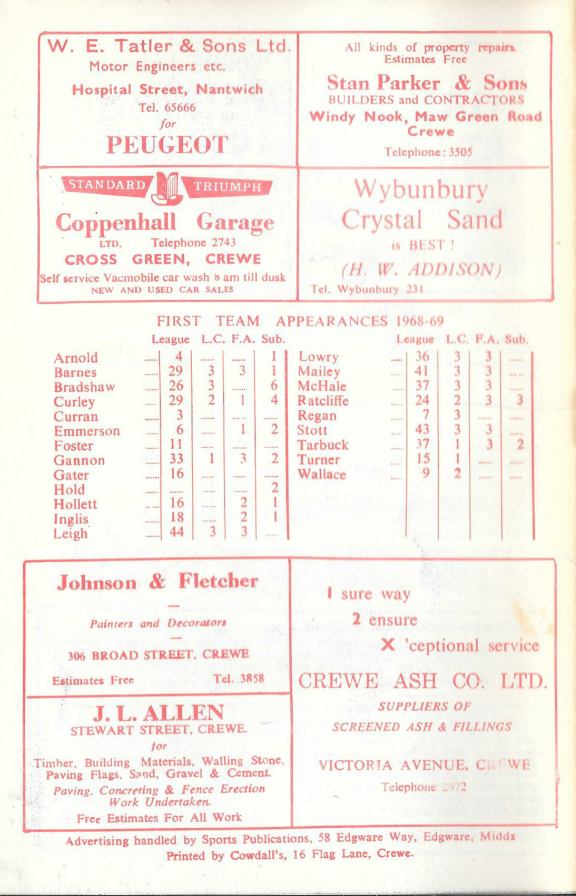 W. E. Tatler & Sons Ltd.
Motor Engineers etc.
Hospital Street, Nantwich
Tel. 65666
for
PEUGEOT
All kinds of property repairs.
Estimates Free
Stan Parker & Sons
BUILDERS and CONTRACTORS
Windy Nook, Maw Green Road
Crewe
Telephone: 3505
STANDARD TRIUMPH
Coppenhall Garage
LTD. Telephone 2743
CROSS GREEN, CREWE
Self service Vacmobile car wash 8 am till dusk
NEW AND USED CAR SALES
Wybunbury
Crystal Sand
is BEST !
(H. W. ADDISON)
Tel. Wybunbury 231
FIRST TEAM APPEARANCES 1968-69
League L.C. F.A. Sub.
Arnold ..... 4 ..... ..... 1
Barnes ..... 29 3 3 1
Bradshaw ..... 26 3 ..... 6
Curley ..... 29 2 1 4
Curran ..... 3 ..... ..... .....
Emmerson ..... 6 ..... 1 2
Foster ..... 11 ..... ..... .....
Gannon ..... 33 1 3 2
Gater ..... 16 ..... ..... .....
Hold ..... ..... ..... ..... 2
Hollett ..... 16 ..... 2 1
Inglis ..... 18 ..... 2 1
Leigh ..... 44 3 3 .....
League L.C. F.A. Sub.
Lowry ..... 36 3 3 .....
Mailey ..... 41 3 3 .....
McHale ..... 37 3 3 .....
Ratcliffe ..... 24 2 3 3
Regan ..... 7 3 ..... .....
Stott ..... 43 3 3 .....
Tarbuck ..... 37 1 3 2
Turner ..... 15 1 ..... .....
Wallace ..... 9 2 ..... .....
Johnson & Fletcher
Painters and Decorators
306 BROAD STREET, CREWE
Estimates Free Tel. 3858
J. L. ALLEN
STEWART STREET, CREWE.
for
Timber, Building Materials, Walling Stone,
Paving Flags, Sand, Gravel & Cement.
Paving, Concreting & Fence Erection
Work Undertaken.
Free Estimates For All Work
1 sure way
2 ensure
X 'ceptional service
CREWE ASH CO. LTD.
SUPPLIERS OF
SCREENED ASH & FILLINGS
VICTORIA AVENUE, CREWE
Telephone
Advertising handled by Sports Publications, 58 Edgware Way, Edgware, Middx
Printed by Cowdall's, 16 Flag Lane, Crewe.